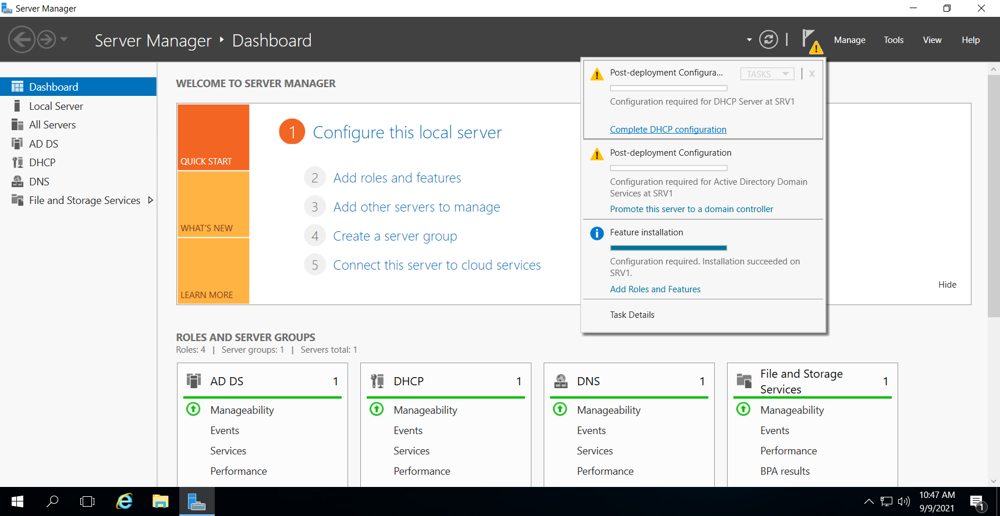 Server Manager
Server Manager ‣ Dashboard
Manage
Tools
View
Help
Dashboard
Local Server
All Servers
AD DS
DHCP
DNS
File and Storage Services
WELCOME TO SERVER MANAGER
QUICK START
WHAT'S NEW
LEARN MORE
1 Configure this local server
2 Add roles and features
3 Add other servers to manage
4 Create a server group
5 Connect this server to cloud services
Hide
Post-deployment Configura...
TASKS
X
Configuration required for DHCP Server at SRV1
Complete DHCP configuration
Post-deployment Configuration
Configuration required for Active Directory Domain
Services at SRV1
Promote this server to a domain controller
Feature installation
Configuration required. Installation succeeded on
SRV1.
Add Roles and Features
Task Details
ROLES AND SERVER GROUPS
Roles: 4 | Server groups: 1 | Servers total: 1
AD DS 1
Manageability
Events
Services
Performance
DHCP 1
Manageability
Events
Services
Performance
DNS 1
Manageability
Events
Services
Performance
File and Storage
Services 1
Manageability
Events
Performance
BPA results
10:47 AM
9/9/2021
1